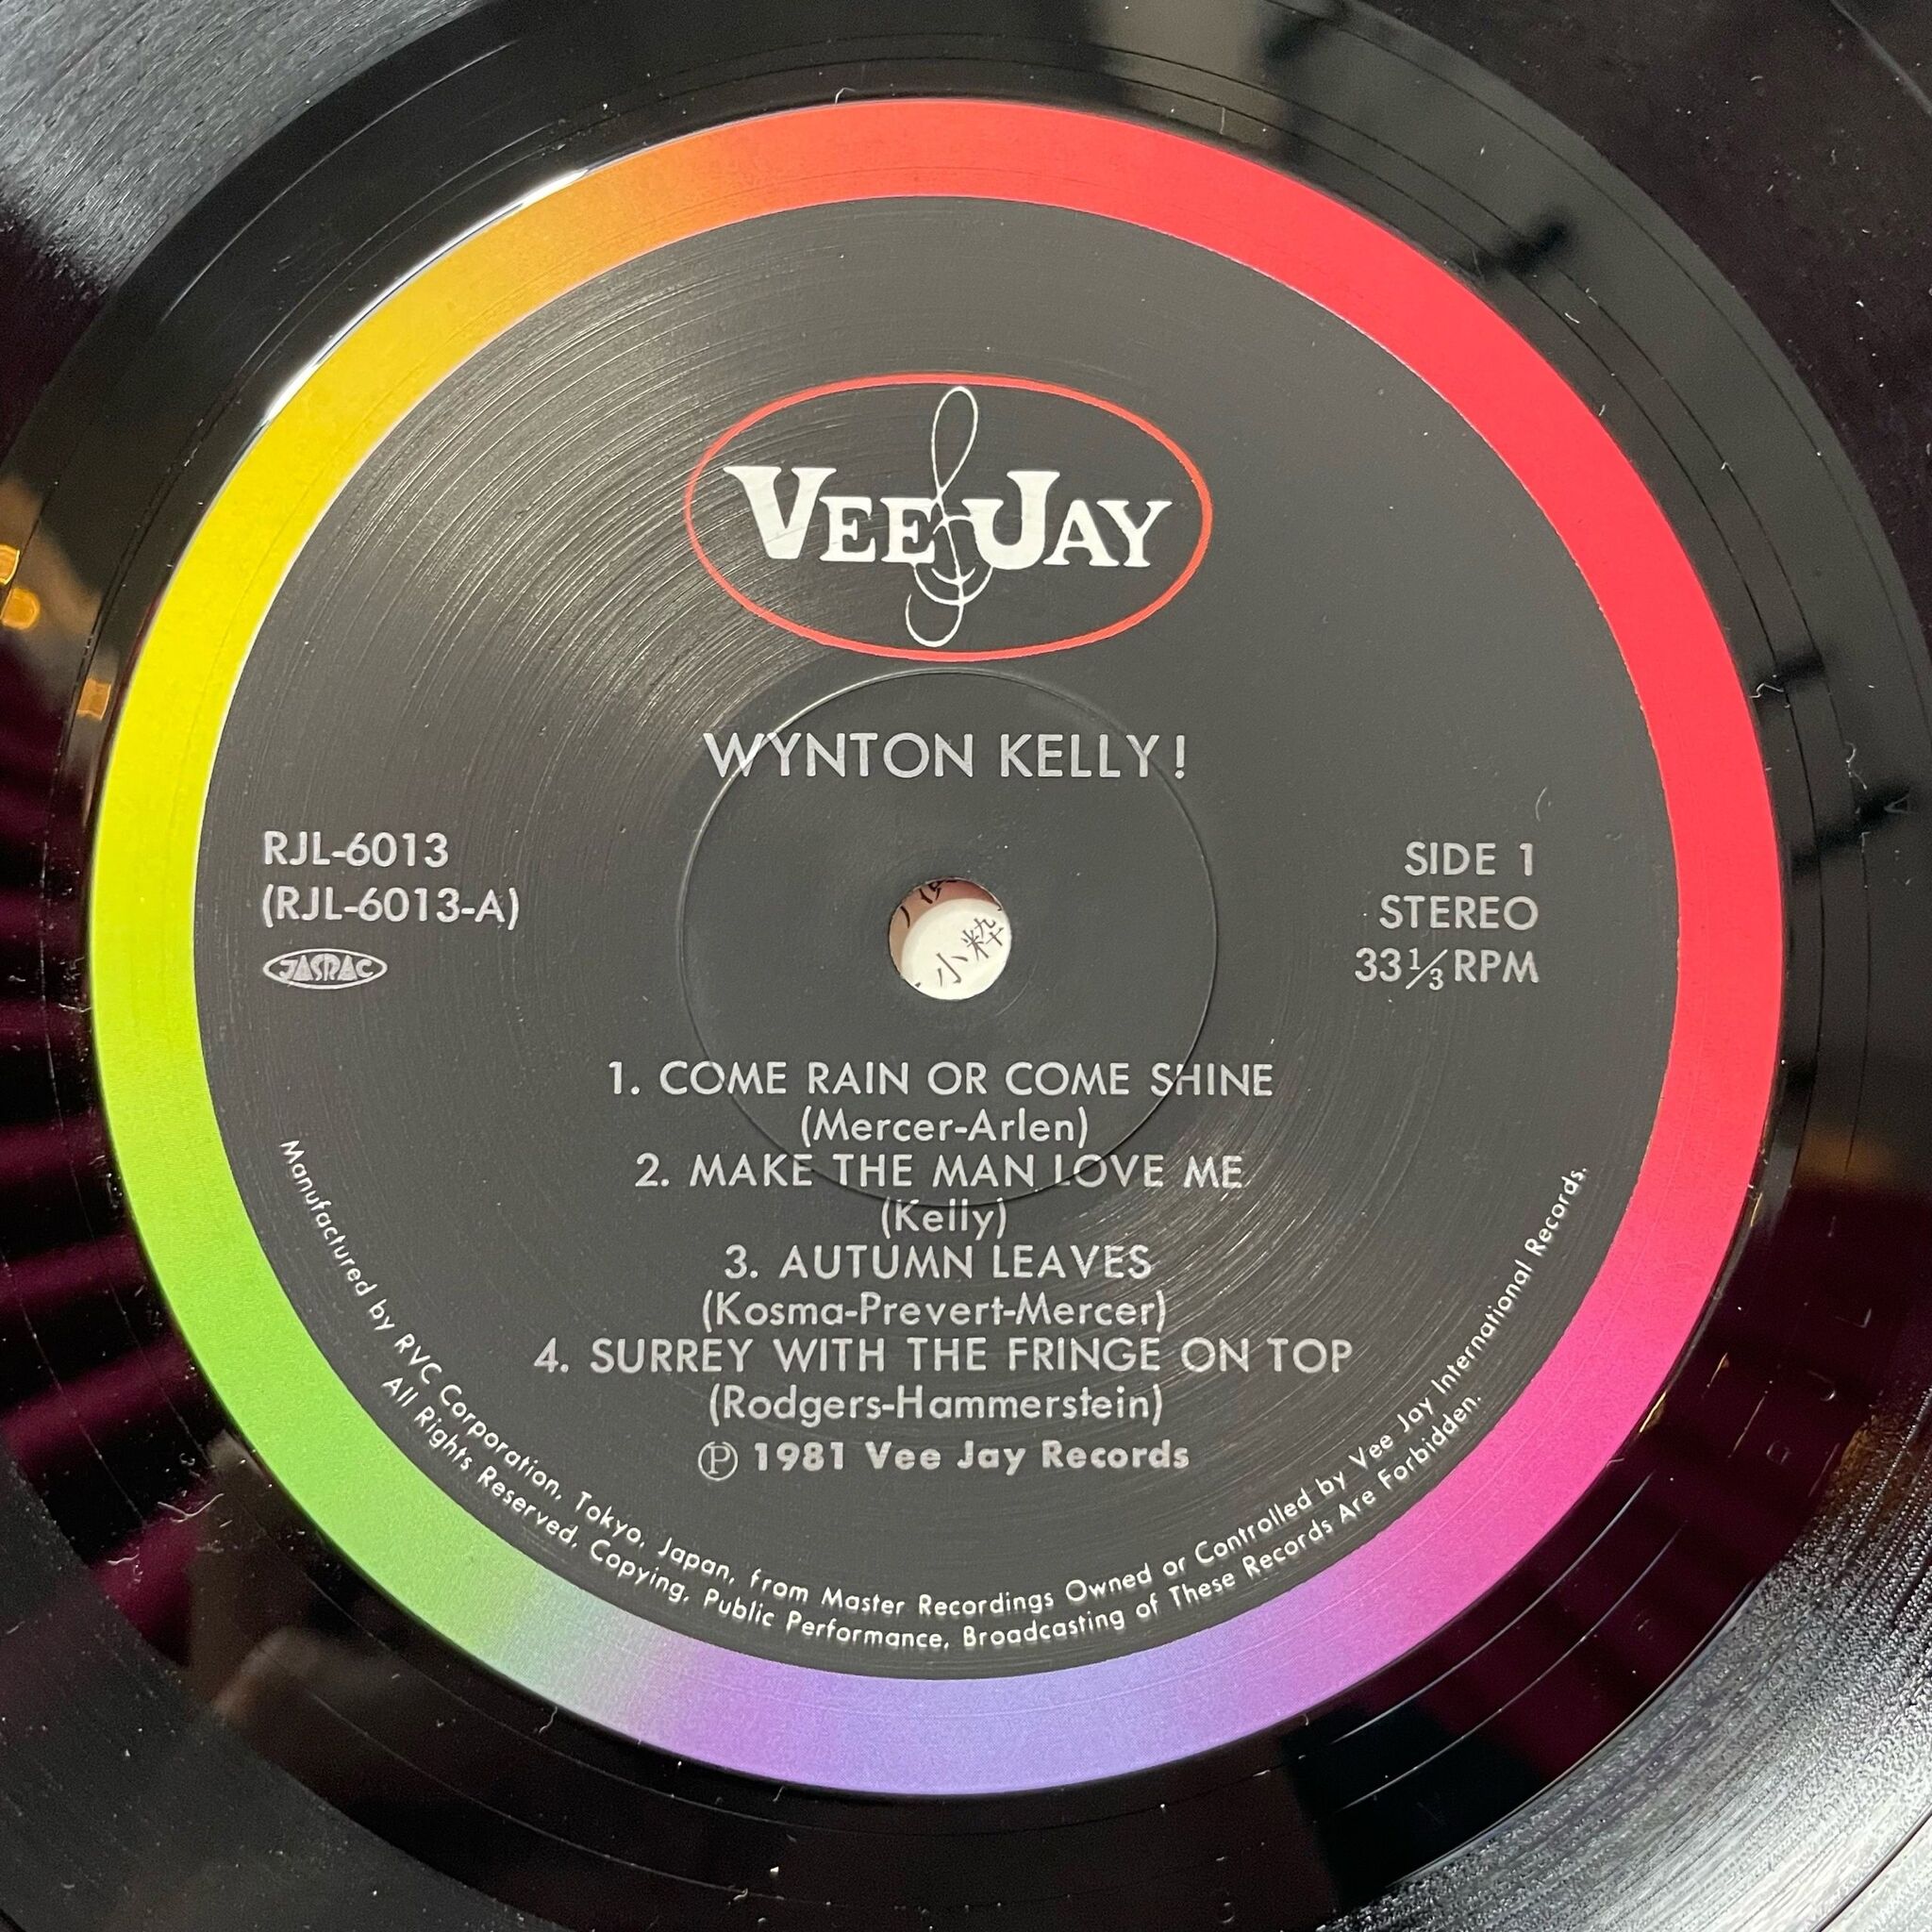 VEE JAY
WYNTON KELLY!
RJL-6013
(RJL-6013-A)
JASRAC
SIDE 1
STEREO
33 1/3 RPM
小粋
1. COME RAIN OR COME SHINE
(Mercer-Arlen)
2. MAKE THE MAN LOVE ME
(Kelly)
3. AUTUMN LEAVES
(Kosma-Prevert-Mercer)
4. SURREY WITH THE FRINGE ON TOP
(Rodgers-Hammerstein)
Ⓟ 1981 Vee Jay Records
Manufactured by RVC Corporation, Tokyo, Japan, from Master Recordings Owned or Controlled by Vee Jay International Records.
All Rights Reserved, Copying, Public Performance, Broadcasting of These Records Are Forbidden.